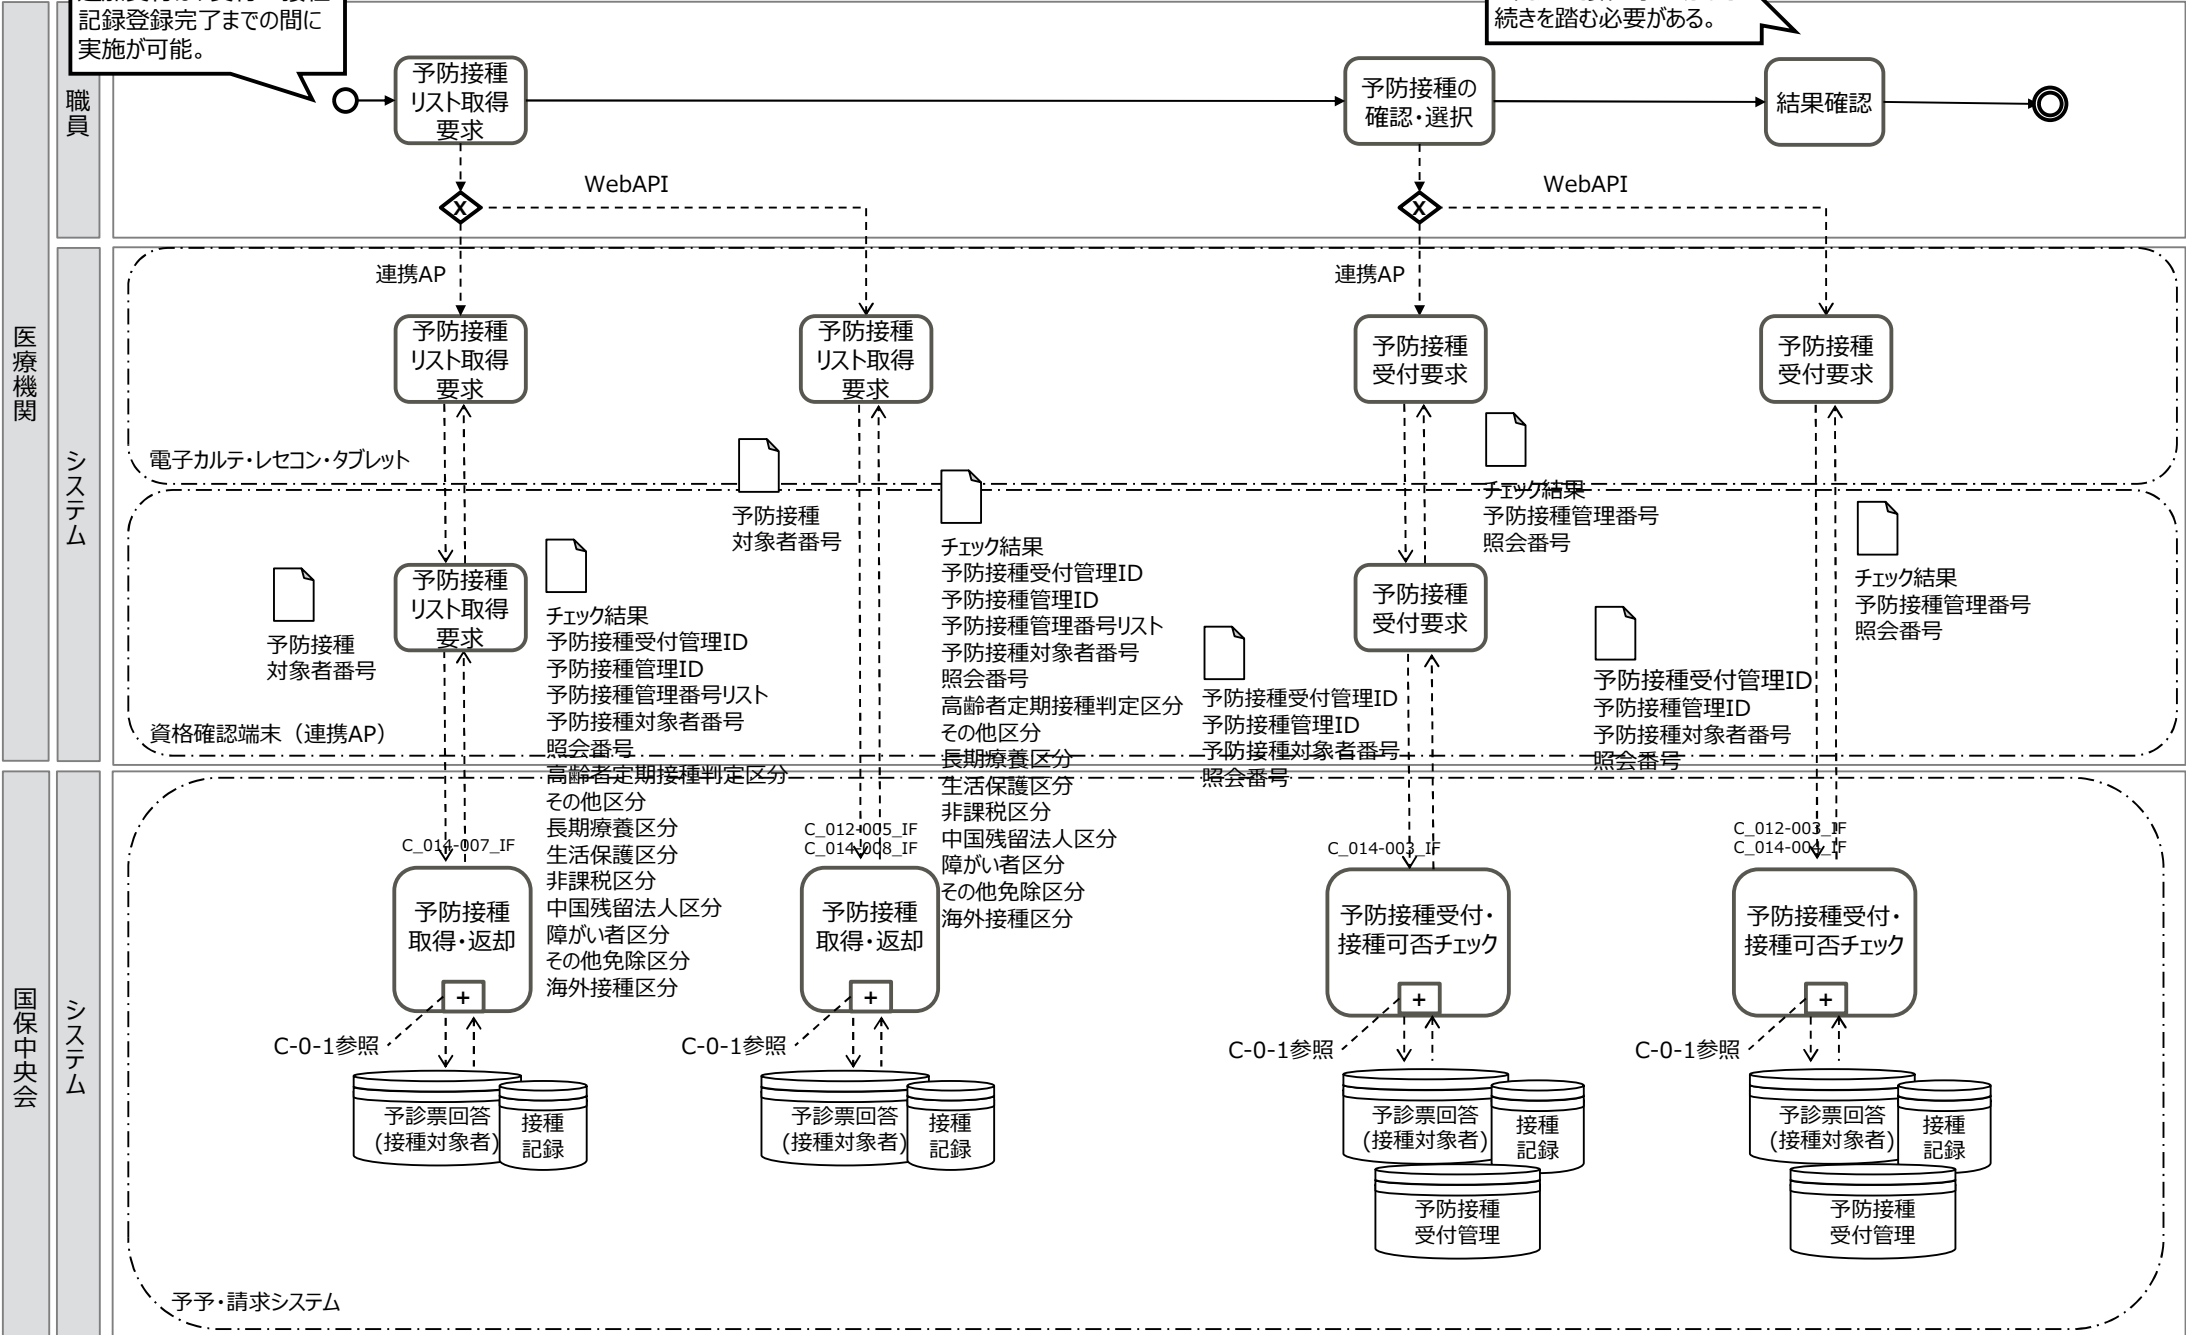 記録登録完了までの間に
実施が可能。
続きを踏む必要がある。
医療機関
職員
予防接種
リスト取得
要求
予防接種の
確認・選択
結果確認
X
WebAPI
X
WebAPI
システム
連携AP
連携AP
予防接種
リスト取得
要求
予防接種
リスト取得
要求
予防接種
受付要求
予防接種
受付要求
電子カルテ・レセコン・タブレット
予防接種
対象者番号
チェック結果
予防接種管理番号
照会番号
予防接種
対象者番号
予防接種
リスト取得
要求
チェック結果
予防接種受付管理ID
予防接種管理ID
予防接種管理番号リスト
予防接種対象者番号
照会番号
高齢者定期接種判定区分
その他区分
長期療養区分
生活保護区分
非課税区分
中国残留法人区分
障がい者区分
その他免除区分
海外接種区分
チェック結果
予防接種受付管理ID
予防接種管理ID
予防接種管理番号リスト
予防接種対象者番号
照会番号
高齢者定期接種判定区分
その他区分
長期療養区分
生活保護区分
非課税区分
中国残留法人区分
障がい者区分
その他免除区分
海外接種区分
予防接種
受付要求
予防接種受付管理ID
予防接種管理ID
予防接種対象者番号
照会番号
予防接種受付管理ID
予防接種管理ID
予防接種対象者番号
照会番号
チェック結果
予防接種管理番号
照会番号
資格確認端末（連携AP）
国保中央会
システム
C_014-007_IF
C_012-005_IF
C_014-008_IF
C_014-003_IF
C_012-003_IF
C_014-004_IF
予防接種
取得・返却
+
予防接種
取得・返却
+
予防接種受付・
接種可否チェック
+
予防接種受付・
接種可否チェック
+
C-0-1参照
C-0-1参照
C-0-1参照
C-0-1参照
予診票回答
(接種対象者)
接種
記録
予診票回答
(接種対象者)
接種
記録
予診票回答
(接種対象者)
接種
記録
予防接種
受付管理
予診票回答
(接種対象者)
接種
記録
予防接種
受付管理
予予・請求システム